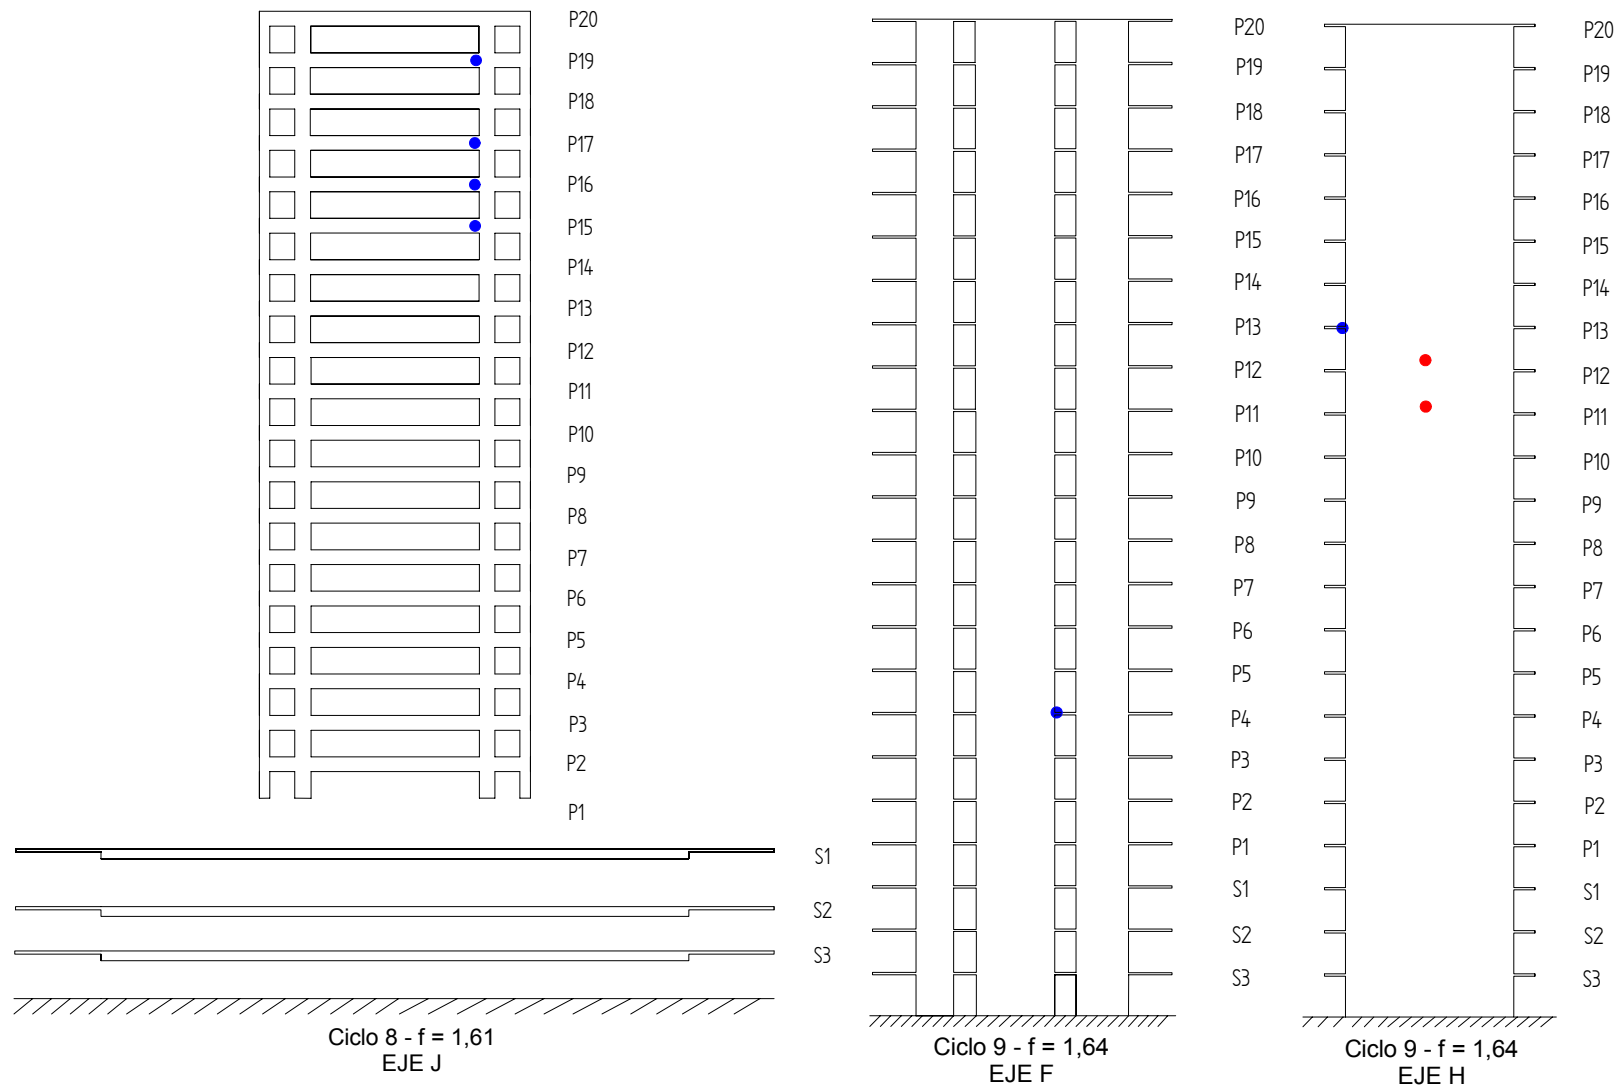 P20
P19
P18
P17
P16
P15
P14
P13
P12
P11
P10
P9
P8
P7
P6
P5
P4
P3
P2
P1
S1
S2
S3
Ciclo 8 - f = 1,61
EJE J
P20
P19
P18
P17
P16
P15
P14
P13
P12
P11
P10
P9
P8
P7
P6
P5
P4
P3
P2
P1
S1
S2
S3
Ciclo 9 - f = 1,64
EJE F
P20
P19
P18
P17
P16
P15
P14
P13
P12
P11
P10
P9
P8
P7
P6
P5
P4
P3
P2
P1
S1
S2
S3
Ciclo 9 - f = 1,64
EJE H